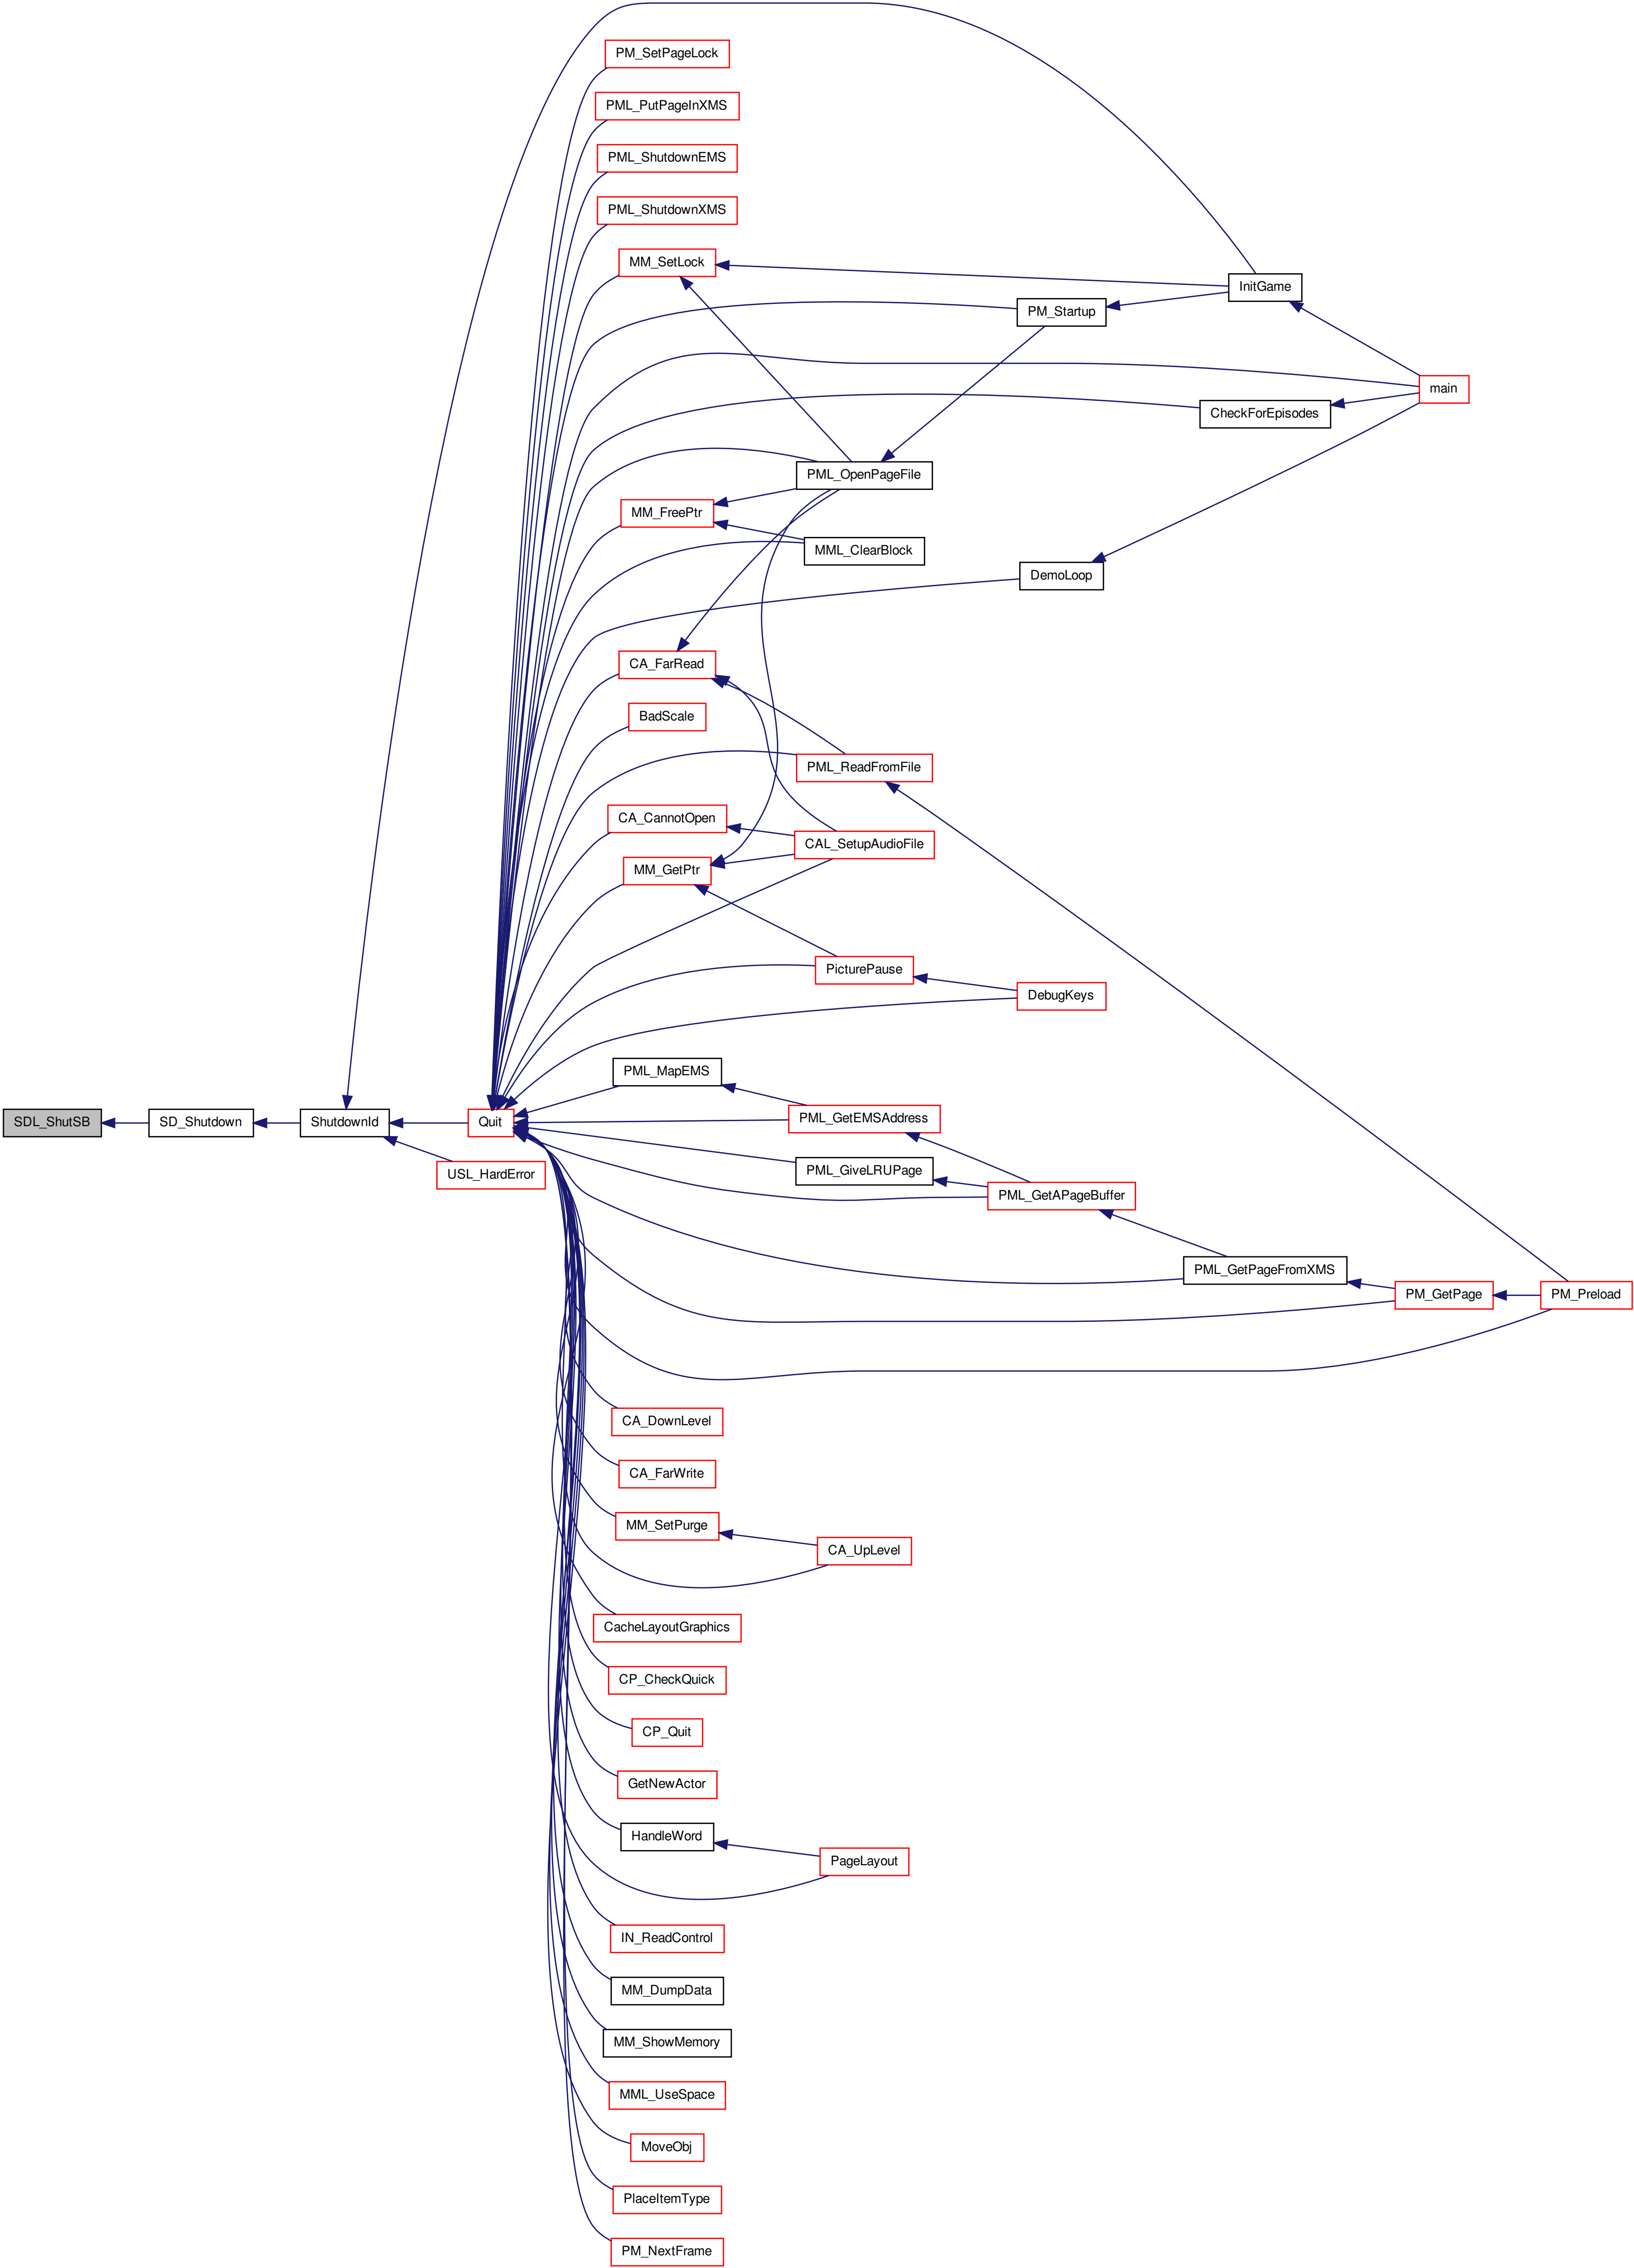 PM_SetPageLock
PML_PutPageInXMS
PML_ShutdownEMS
PML_ShutdownXMS
MM_SetLock
InitGame
PM_Startup
main
CheckForEpisodes
PML_OpenPageFile
MM_FreePtr
MML_ClearBlock
DemoLoop
CA_FarRead
BadScale
PML_ReadFromFile
CA_CannotOpen
CAL_SetupAudioFile
MM_GetPtr
PicturePause
DebugKeys
PML_MapEMS
SDL_ShutSB
SD_Shutdown
ShutdownId
Quit
PML_GetEMSAddress
USL_HardError
PML_GiveLRUPage
PML_GetAPageBuffer
PML_GetPageFromXMS
PM_GetPage
PM_Preload
CA_DownLevel
CA_FarWrite
MM_SetPurge
CA_UpLevel
CacheLayoutGraphics
CP_CheckQuick
CP_Quit
GetNewActor
HandleWord
PageLayout
IN_ReadControl
MM_DumpData
MM_ShowMemory
MML_UseSpace
MoveObj
PlaceItemType
PM_NextFrame